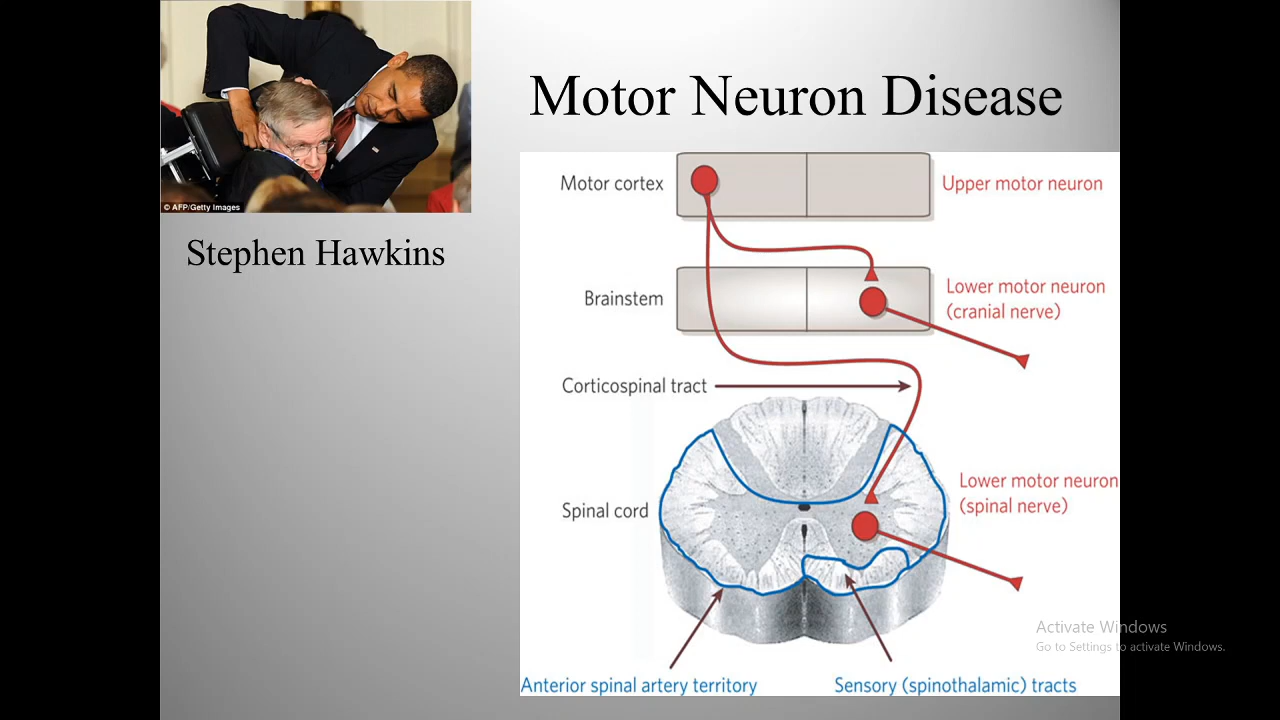 Motor Neuron Disease
© AFP/Getty Images
Stephen Hawkins
Motor cortex
Upper motor neuron
Brainstem
Lower motor neuron
(cranial nerve)
Corticospinal tract
Spinal cord
Lower motor neuron
(spinal nerve)
Anterior spinal artery territory
Sensory (spinothalamic) tracts
Activate Windows
Go to Settings to activate Windows.